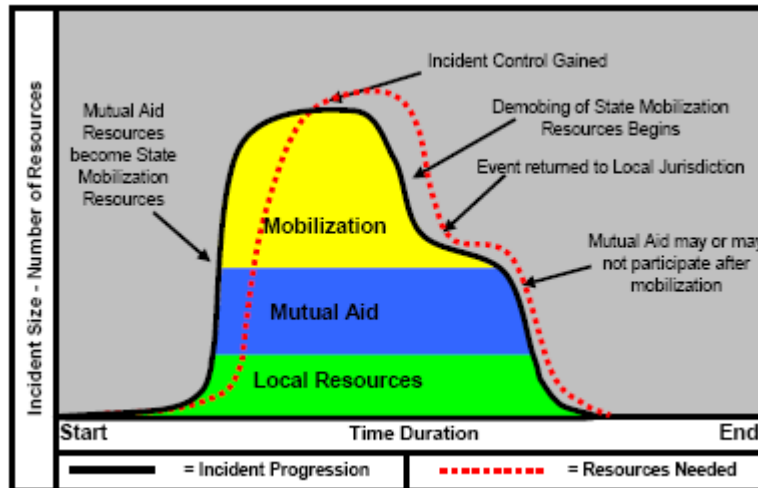 Incident Size - Number of Resources
Incident Control Gained
Mutual Aid
Resources
become State
Mobilization
Resources
Demobing of State Mobilization
Resources Begins
Event returned to Local Jurisdiction
Mutual Aid may or may
not participate after
mobilization
Mobilization
Mutual Aid
Local Resources
Start
Time Duration
End
= Incident Progression
= Resources Needed